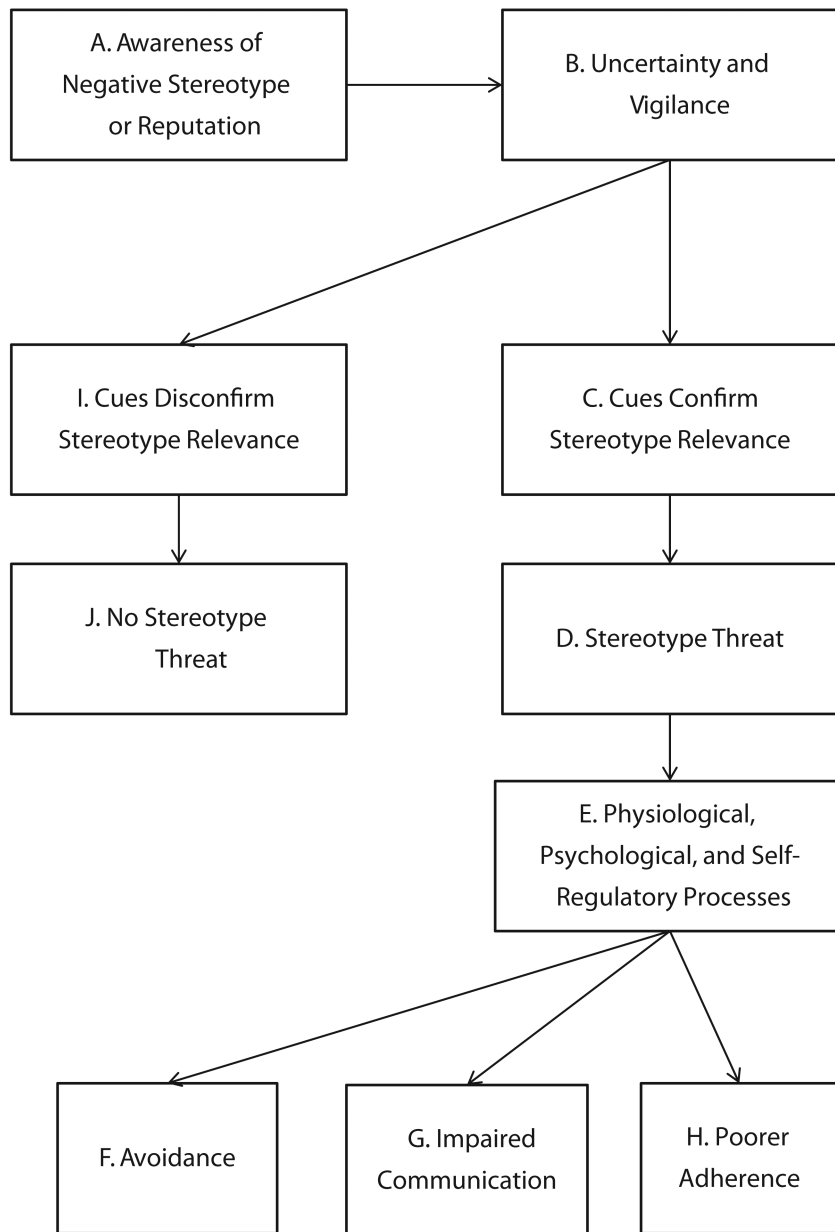 A. Awareness of
Negative Stereotype
or Reputation
B. Uncertainty and
Vigilance
I. Cues Disconfirm
Stereotype Relevance
C. Cues Confirm
Stereotype Relevance
J. No Stereotype
Threat
D. Stereotype Threat
E. Physiological,
Psychological, and Self-
Regulatory Processes
F. Avoidance
G. Impaired
Communication
H. Poorer
Adherence